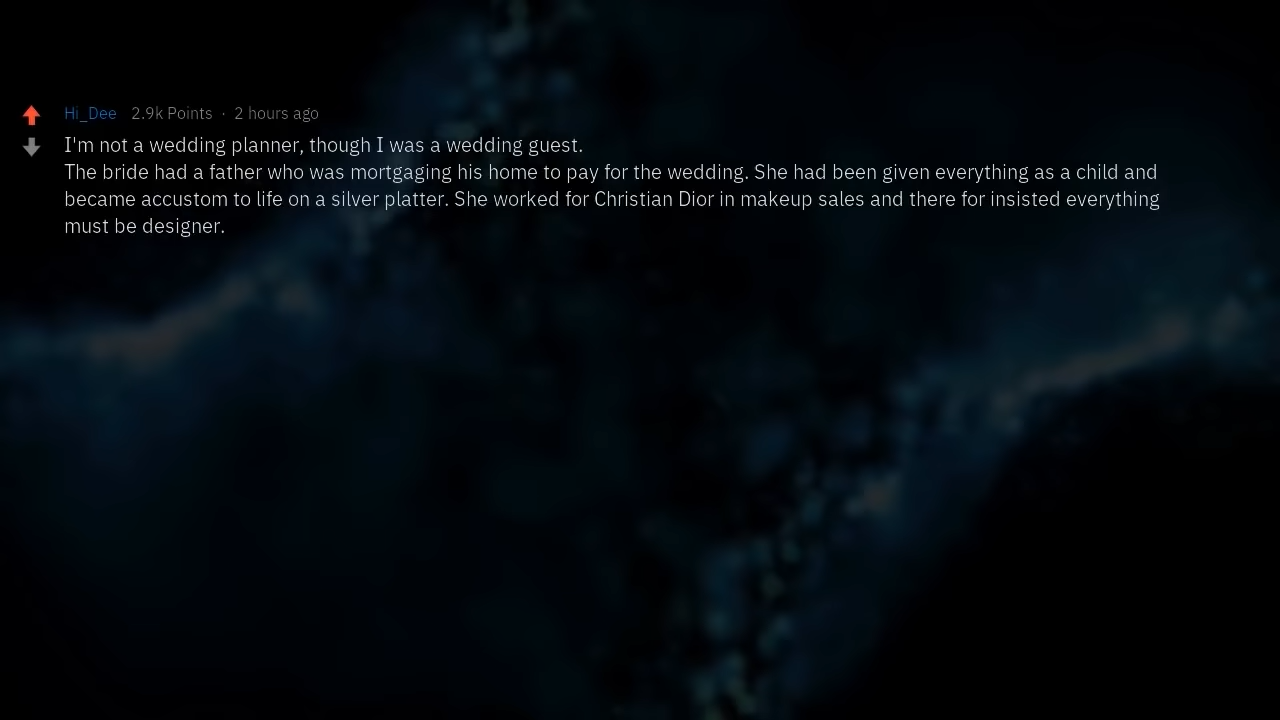 Hi_Dee 2.9k Points · 2 hours ago
I'm not a wedding planner, though I was a wedding guest.
The bride had a father who was mortgaging his home to pay for the wedding. She had been given everything as a child and
became accustom to life on a silver platter. She worked for Christian Dior in makeup sales and there for insisted everything
must be designer.